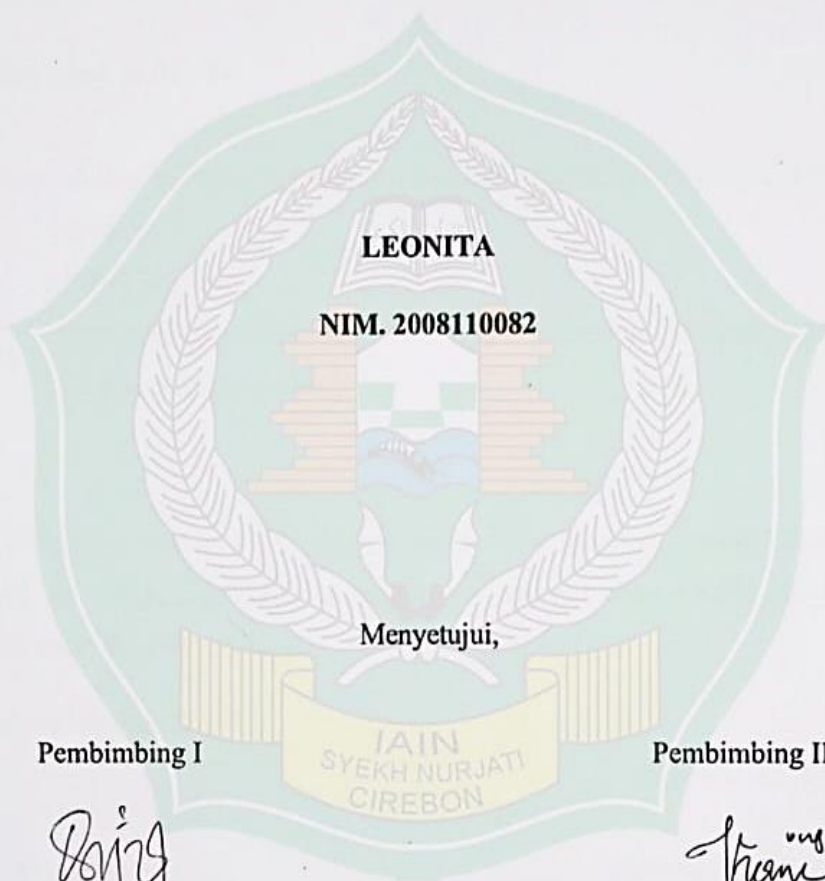 LEONITA
NIM. 2008110082
Menyetujui,
Pembimbing I
Pembimbing II
IAIN
SYEKH NURJATI
CIREBON